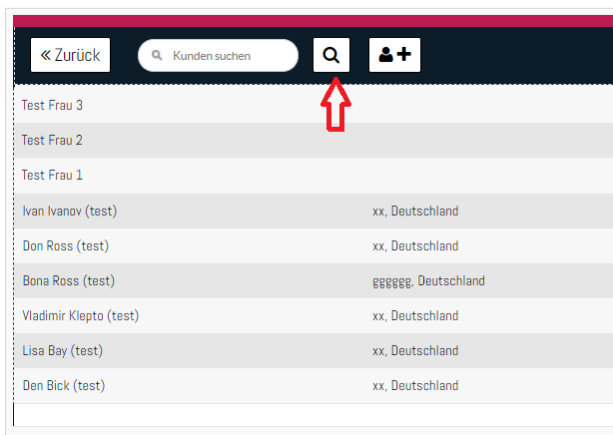 « Zurück Kunden suchen
Test Frau 3
Test Frau 2
Test Frau 1
Ivan Ivanov (test) xx, Deutschland
Don Ross (test) xx, Deutschland
Bona Ross (test) gggggg, Deutschland
Vladimir Klepto (test) xx, Deutschland
Lisa Bay (test) xx, Deutschland
Den Bick (test) xx, Deutschland